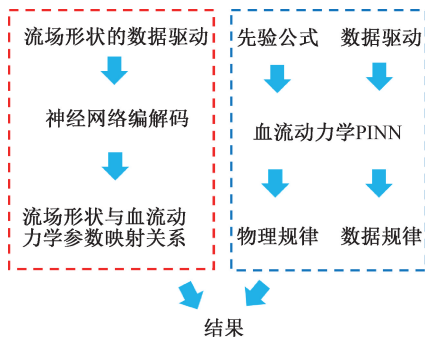 流场形状的数据驱动
神经网络编解码
流场形状与血流动
力学参数映射关系
先验公式 数据驱动
血流动力学PINN
物理规律 数据规律
结果